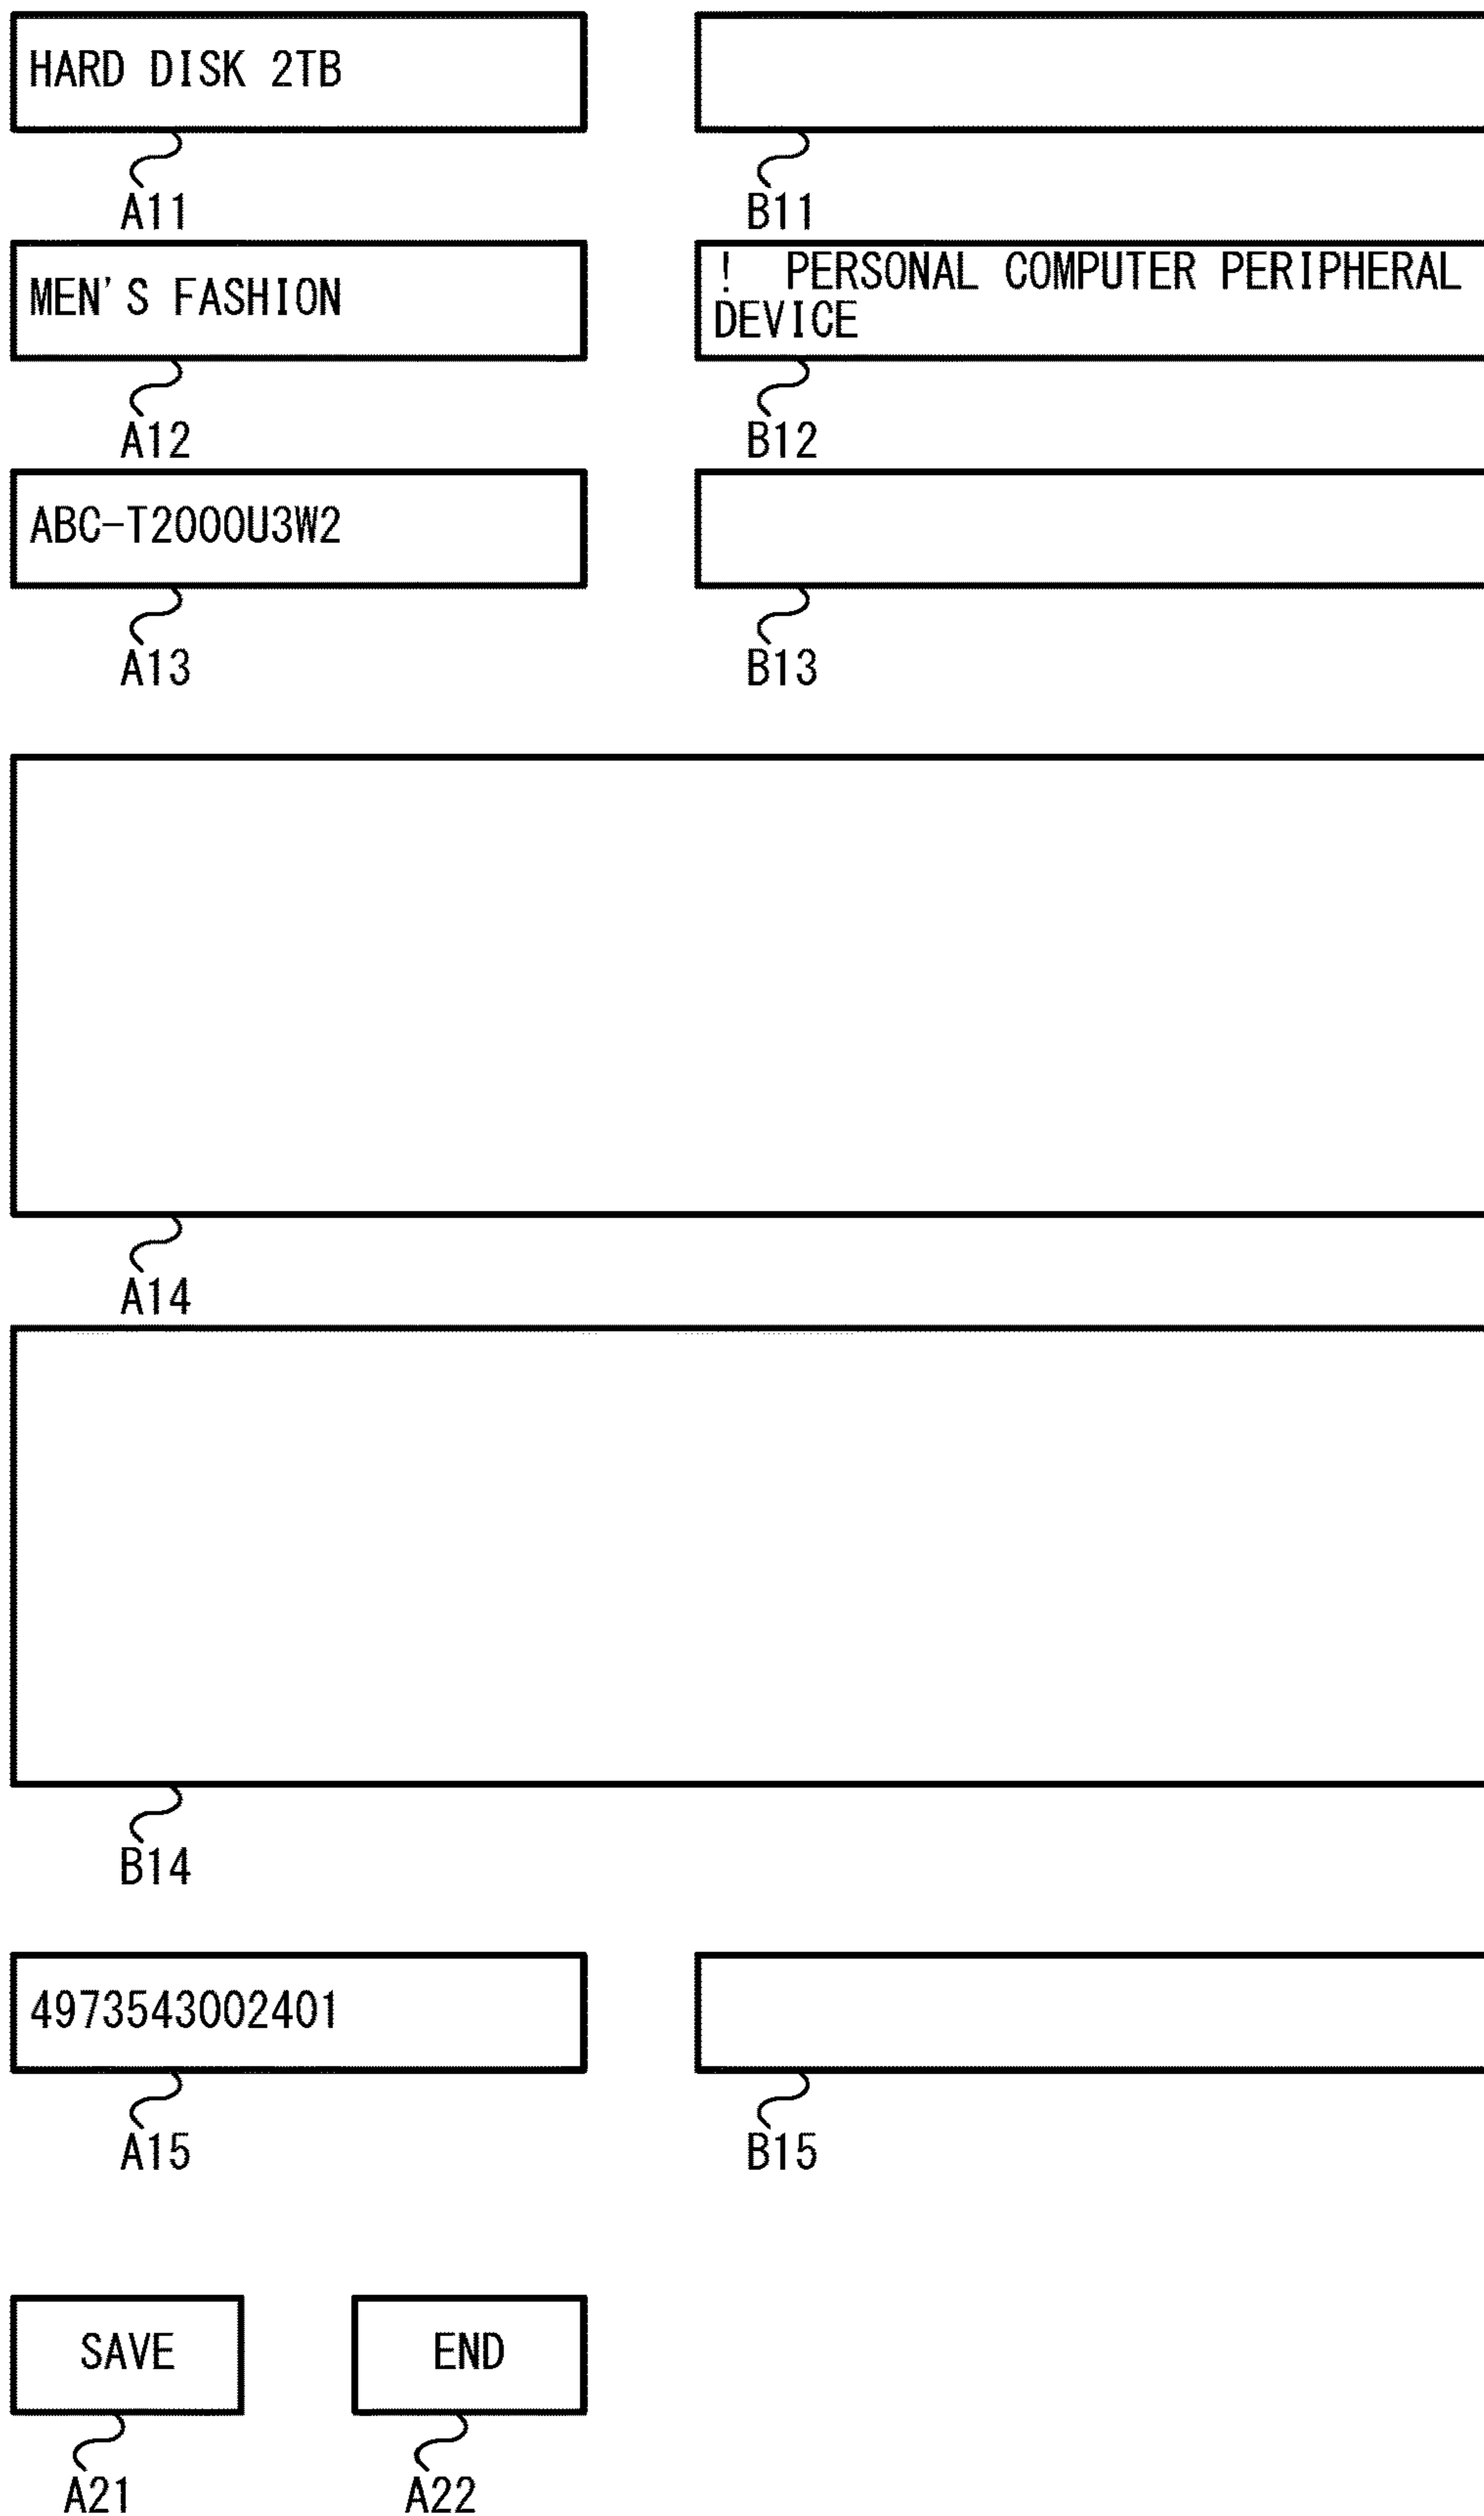 HARD DISK 2TB
A11
B11
MEN'S FASHION
! PERSONAL COMPUTER PERIPHERAL
DEVICE
A12
B12
ABC-T2000U3W2
A13
B13
A14
B14
4973543002401
A15
B15
SAVE
END
A21
A22